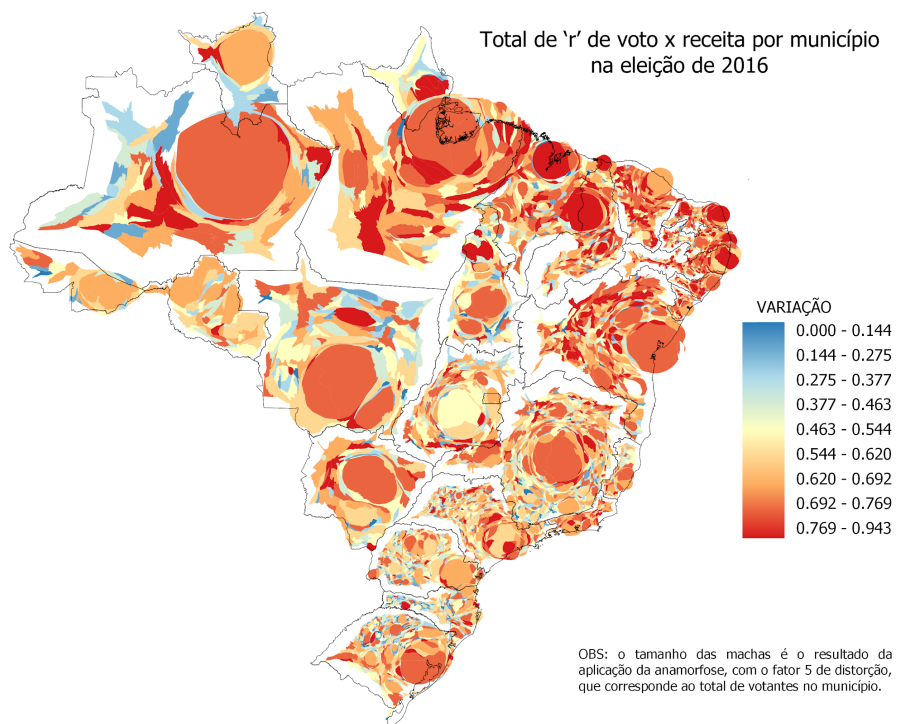 Total de ‘r’ de voto x receita por município
na eleição de 2016
VARIAÇÃO
0.000 - 0.144
0.144 - 0.275
0.275 - 0.377
0.377 - 0.463
0.463 - 0.544
0.544 - 0.620
0.620 - 0.692
0.692 - 0.769
0.769 - 0.943
OBS: o tamanho das machas é o resultado da
aplicação da anamorfose, com o fator 5 de distorção,
que corresponde ao total de votantes no município.